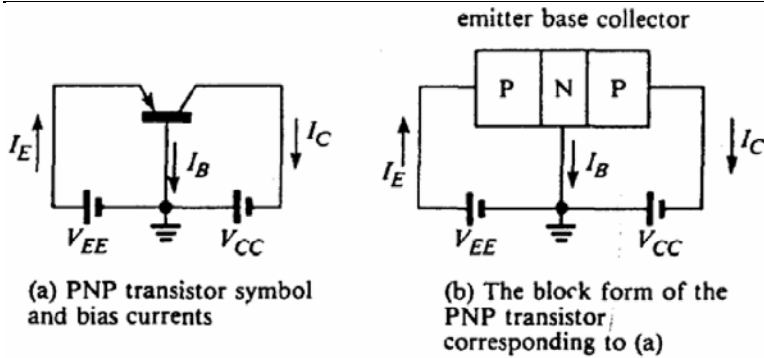 emitter base collector
P N P
I_E
I_B
I_C
V_EE
V_CC
I_E
I_B
I_C
V_EE
V_CC
(a) PNP transistor symbol
and bias currents
(b) The block form of the
PNP transistor
corresponding to (a)